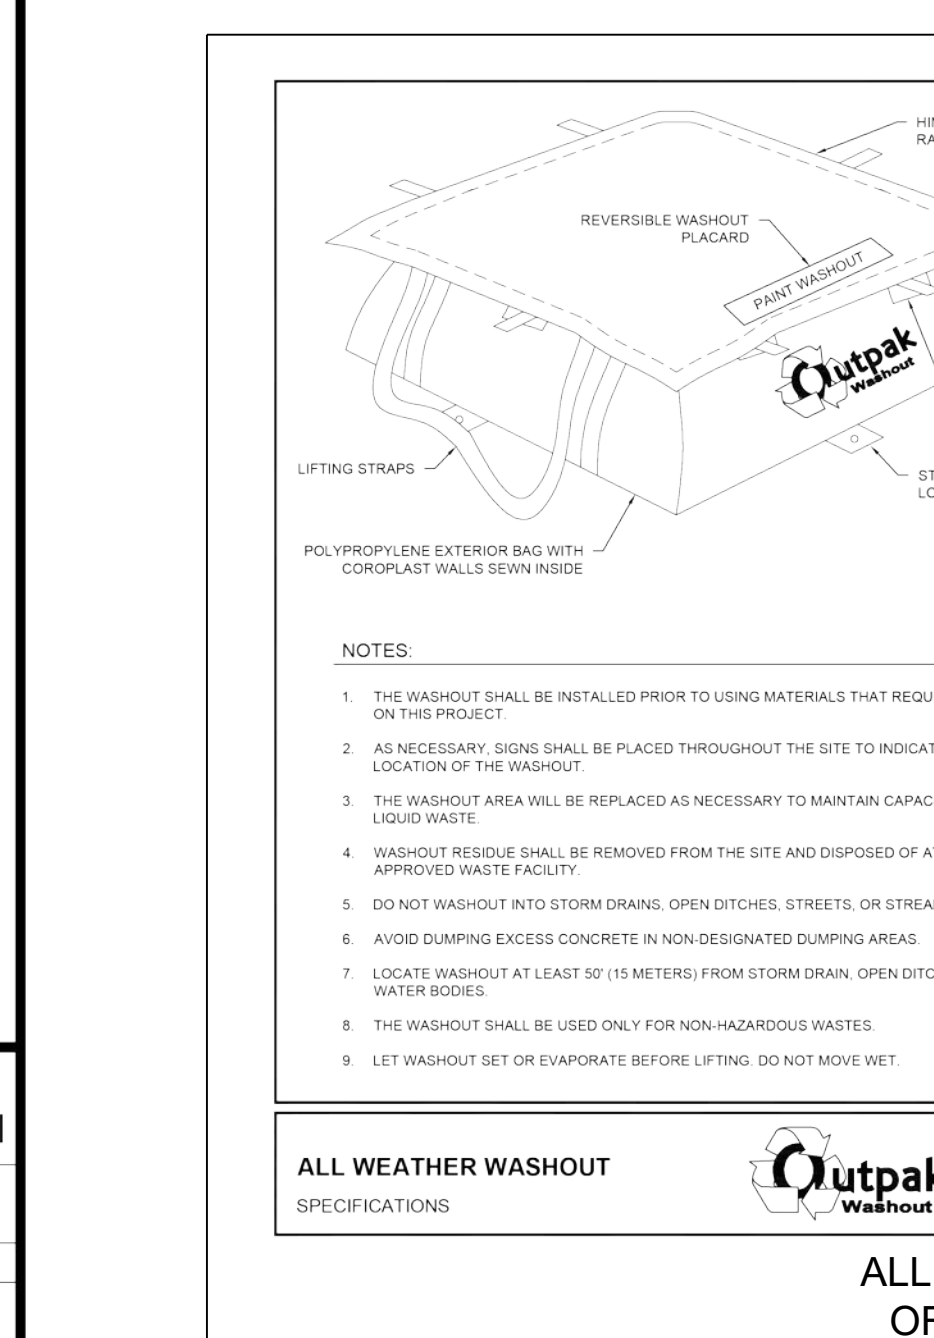 REVERSIBLE WASHOUT
PLACARD
PAINT WASHOUT
Outpak
Washout
LIFTING STRAPS
POLYPROPYLENE EXTERIOR BAG WITH
COROPLAST WALLS SEWN INSIDE
NOTES:
1. THE WASHOUT SHALL BE INSTALLED PRIOR TO USING MATERIALS THAT REQU
ON THIS PROJECT.
2. AS NECESSARY, SIGNS SHALL BE PLACED THROUGHOUT THE SITE TO INDICAT
LOCATION OF THE WASHOUT.
3. THE WASHOUT AREA WILL BE REPLACED AS NECESSARY TO MAINTAIN CAPAC
LIQUID WASTE.
4. WASHOUT RESIDUE SHALL BE REMOVED FROM THE SITE AND DISPOSED OF A
APPROVED WASTE FACILITY.
5. DO NOT WASHOUT INTO STORM DRAINS, OPEN DITCHES, STREETS, OR STREA
6. AVOID DUMPING EXCESS CONCRETE IN NON-DESIGNATED DUMPING AREAS.
7. LOCATE WASHOUT AT LEAST 50' (15 METERS) FROM STORM DRAIN, OPEN DITC
WATER BODIES.
8. THE WASHOUT SHALL BE USED ONLY FOR NON-HAZARDOUS WASTES.
9. LET WASHOUT SET OR EVAPORATE BEFORE LIFTING. DO NOT MOVE WET.
ALL WEATHER WASHOUT
SPECIFICATIONS
Outpak
Washout
ALL